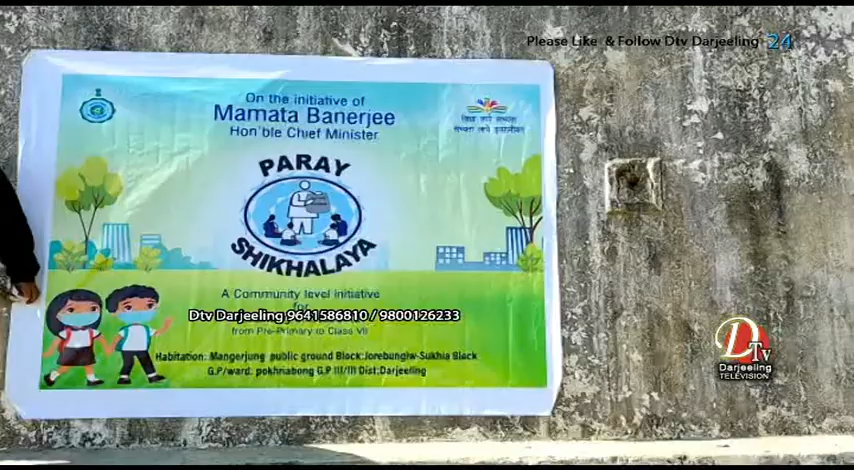 Please Like & Follow Dtv Darjeeling 24
On the initiative of
Mamata Banerjee
Hon'ble Chief Minister
PARAY
SHIKHALAYA
A Community level Initiative
for
Dtv Darjeeling 9641586810 / 9800126233
from Pre-Primary to Class VII
Habitation: Mangerjung public ground Block:Jorebungiw-Sukhia Block
G.P/ward: pokhriabong G.P III/III Dist:Darjeeling
DTv
Darjeeling
TELEVISION